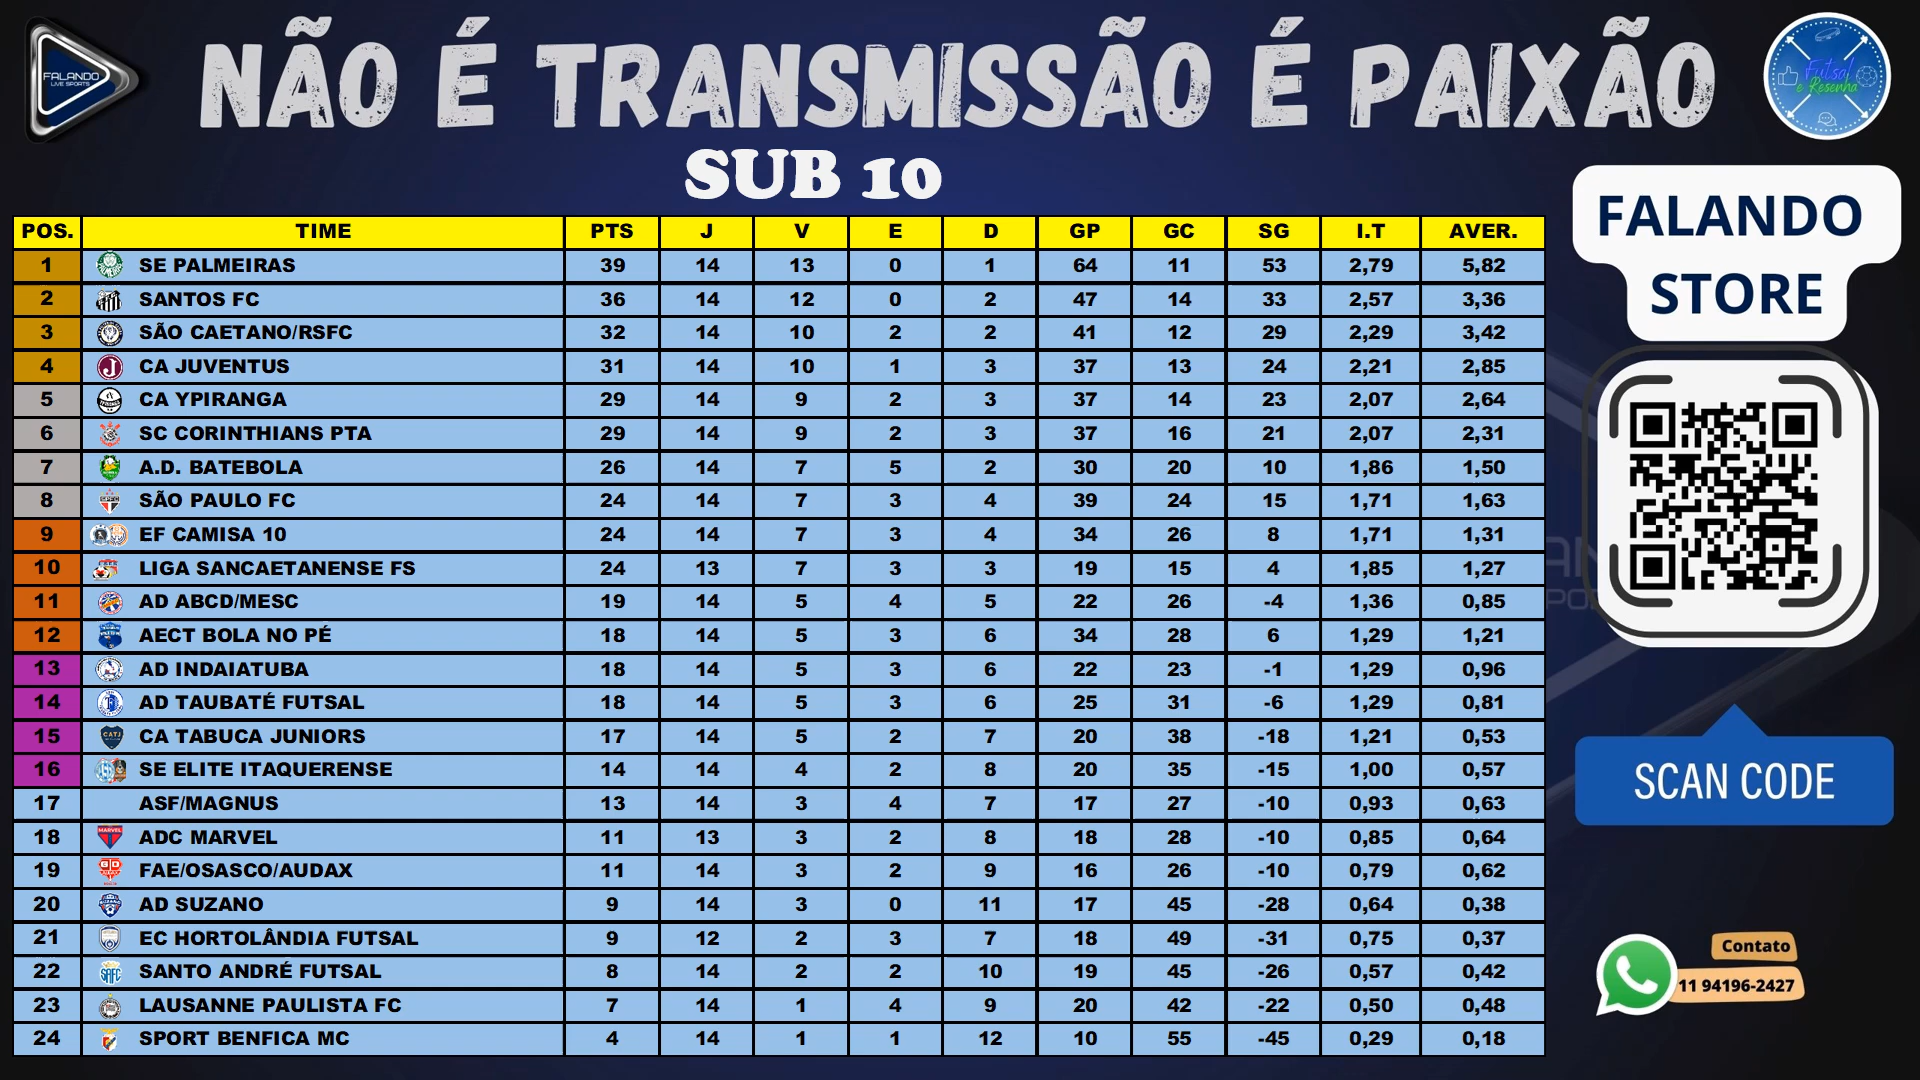 FALANDO
LIVE SPORTS
NÃO É TRANSMISSÃO É PAIXÃO
Futsal
e Resenha
SUB 10
FALANDO
STORE
POS. TIME PTS J V E D GP GC SG I.T AVER.
1 SE PALMEIRAS 39 14 13 0 1 64 11 53 2,79 5,82
2 SANTOS FC 36 14 12 0 2 47 14 33 2,57 3,36
3 SÃO CAETANO/RSFC 32 14 10 2 2 41 12 29 2,29 3,42
4 CA JUVENTUS 31 14 10 1 3 37 13 24 2,21 2,85
5 CA YPIRANGA 29 14 9 2 3 37 14 23 2,07 2,64
6 SC CORINTHIANS PTA 29 14 9 2 3 37 16 21 2,07 2,31
7 A.D. BATEBOLA 26 14 7 5 2 30 20 10 1,86 1,50
8 SÃO PAULO FC 24 14 7 3 4 39 24 15 1,71 1,63
9 EF CAMISA 10 24 14 7 3 4 34 26 8 1,71 1,31
10 LIGA SANCAETANENSE FS 24 13 7 3 3 19 15 4 1,85 1,27
11 AD ABCD/MESC 19 14 5 4 5 22 26 -4 1,36 0,85
12 AECT BOLA NO PÉ 18 14 5 3 6 34 28 6 1,29 1,21
13 AD INDAIATUBA 18 14 5 3 6 22 23 -1 1,29 0,96
14 AD TAUBATÉ FUTSAL 18 14 5 3 6 25 31 -6 1,29 0,81
15 CA TABUCA JUNIORS 17 14 5 2 7 20 38 -18 1,21 0,53
16 SE ELITE ITAQUERENSE 14 14 4 2 8 20 35 -15 1,00 0,57
17 ASF/MAGNUS 13 14 3 4 7 17 27 -10 0,93 0,63
18 ADC MARVEL 11 13 3 2 8 18 28 -10 0,85 0,64
19 FAE/OSASCO/AUDAX 11 14 3 2 9 16 26 -10 0,79 0,62
20 AD SUZANO 9 14 3 0 11 17 45 -28 0,64 0,38
21 EC HORTOLÂNDIA FUTSAL 9 12 2 3 7 18 49 -31 0,75 0,37
22 SANTO ANDRÉ FUTSAL 8 14 2 2 10 19 45 -26 0,57 0,42
23 LAUSANNE PAULISTA FC 7 14 1 4 9 20 42 -22 0,50 0,48
24 SPORT BENFICA MC 4 14 1 1 12 10 55 -45 0,29 0,18
SCAN CODE
Contato
11 94196-2427